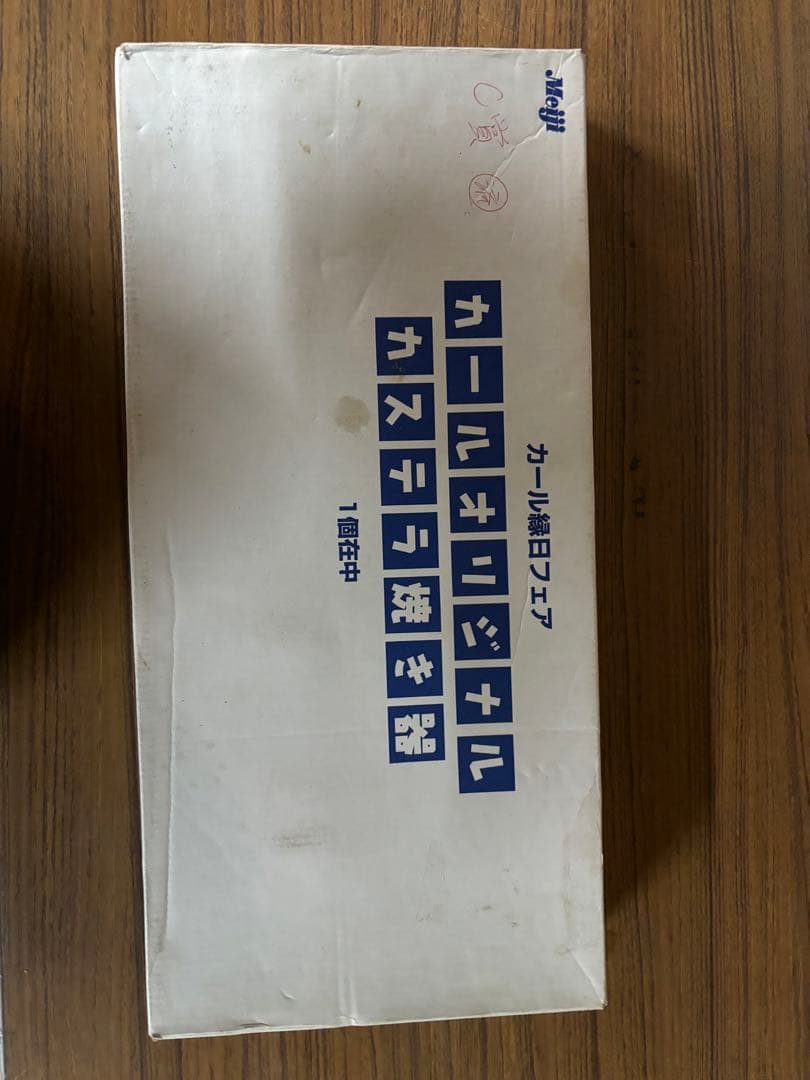 Meiji
C賞
カール縁日フェア
カールオリジナル
カステラ焼き器
1個在中